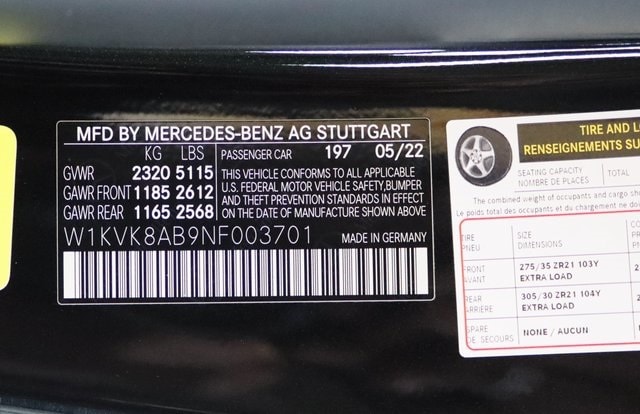 MFD BY MERCEDES-BENZ AG STUTTGART
KG LBS PASSENGER CAR 197 05/22
GVWR 2320 5115 THIS VEHICLE CONFORMS TO ALL APPLICABLE
GAWR FRONT 1185 2612 U.S. FEDERAL MOTOR VEHICLE SAFETY, BUMPER
AND THEFT PREVENTION STANDARDS IN EFFECT
GAWR REAR 1165 2568 ON THE DATE OF MANUFACTURE SHOWN ABOVE
W1KVK8AB9NF003701 MADE IN GERMANY
TIRE AND L
RENSEIGNEMENTS SU
SEATING CAPACITY
NOMBRE DE PLACES
TOTAL
The combined weight of occupants and cargo sh
Le poids total des occupants et du chargement ne do
TIRE
PNEU
SIZE
DIMENSIONS
FRONT
AVANT
275/35 ZR21 103Y
EXTRA LOAD
REAR
ARRIERE
305/30 ZR21 104Y
EXTRA LOAD
SPARE
DE SECOURS
NONE / AUCUN